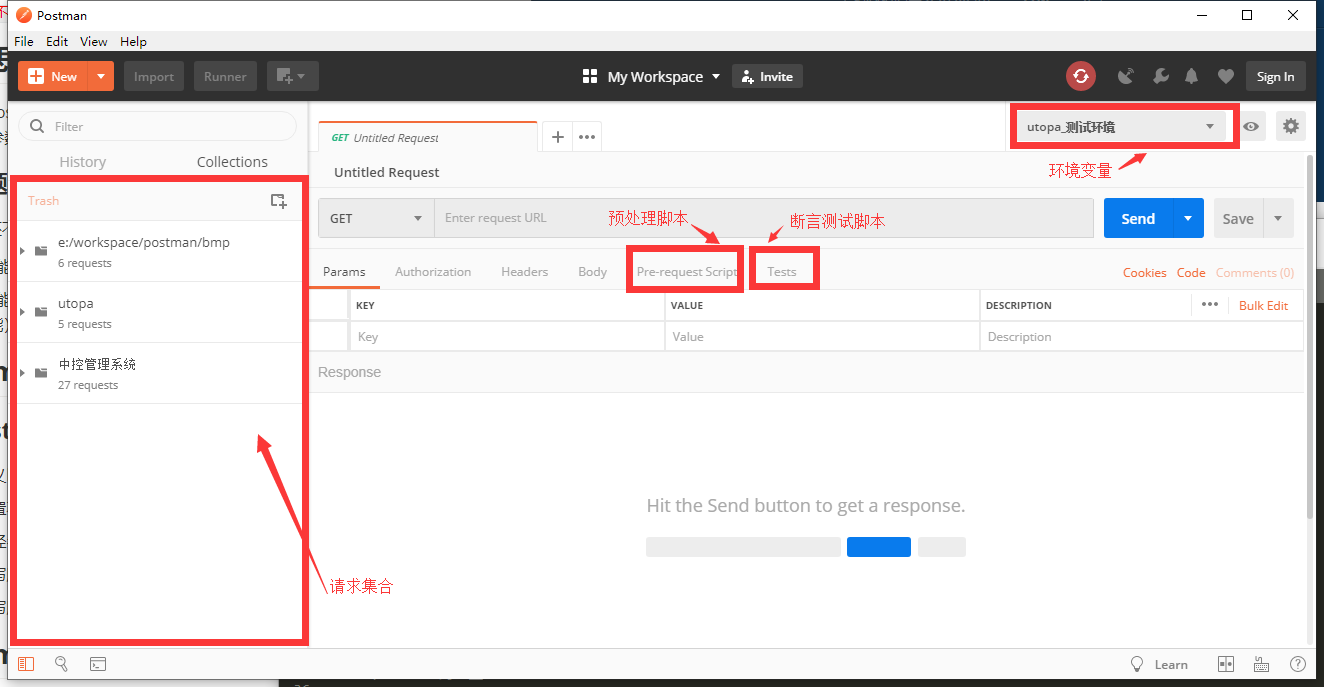 Postman
File Edit View Help
New Import Runner My Workspace Invite Sign In
Filter
History Collections
Trash
e:/workspace/postman/bmp
6 requests
utopa
5 requests
中控管理系统
27 requests
请求集合
GET Untitled Request
utopa_测试环境
环境变量
Untitled Request
GET Enter request URL Send Save
预处理脚本
断言测试脚本
Params Authorization Headers Body Pre-request Script Tests Cookies Code Comments (0)
KEY VALUE DESCRIPTION Bulk Edit
Key Value Description
Response
Hit the Send button to get a response.
Learn